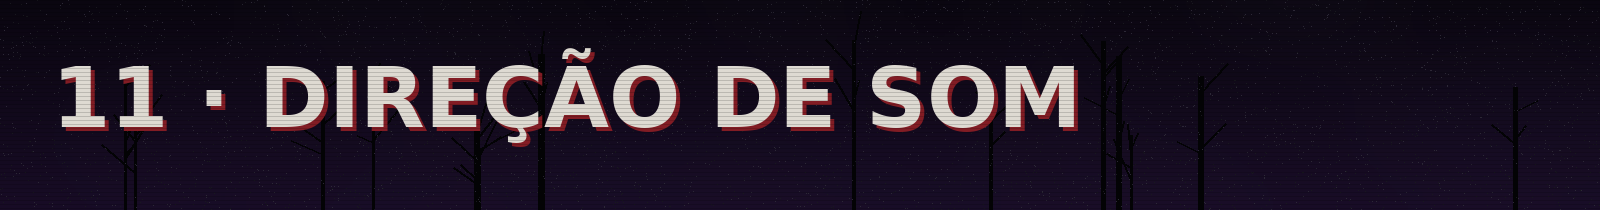 11 · DIREÇÃO DE SOM